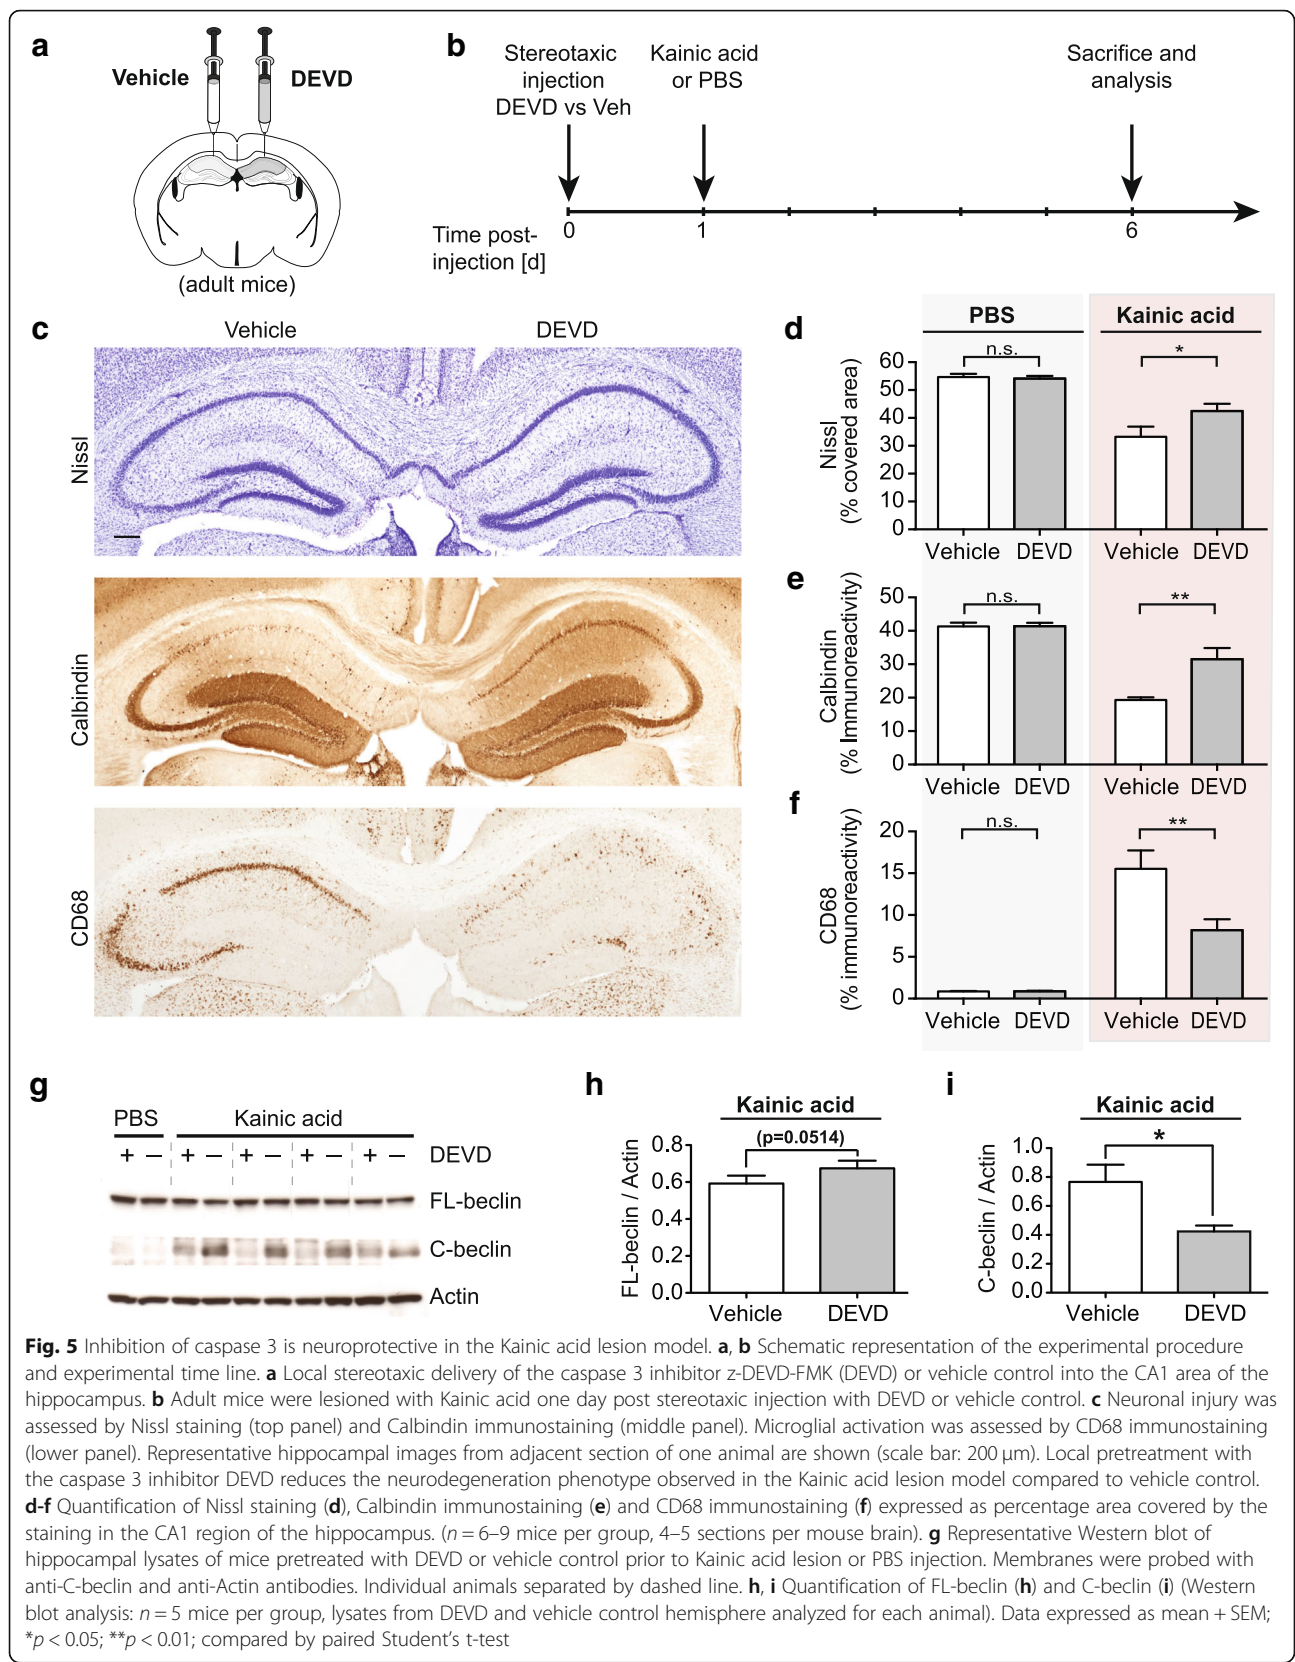 a
Vehicle
DEVD
(adult mice)
b
Stereotaxic
injection
DEVD vs Veh
Kainic acid
or PBS
Sacrifice and
analysis
Time post-
injection [d]
0
1
6
c
Vehicle
DEVD
Nissl
Calbindin
CD68
PBS
Kainic acid
d
Nissl
(% covered area)
60
50
40
30
20
10
0
n.s.
*
Vehicle
DEVD
Vehicle
DEVD
e
Calbindin
(% Immunoreactivity)
50
40
30
20
10
0
n.s.
**
Vehicle
DEVD
Vehicle
DEVD
f
CD68
(% immunoreactivity)
20
15
10
5
0
n.s.
**
Vehicle
DEVD
Vehicle
DEVD
g
PBS
Kainic acid
+ − + − + − + − + − DEVD
FL-beclin
C-beclin
Actin
h
Kainic acid
(p=0.0514)
FL-beclin / Actin
0.8
0.6
0.4
0.2
0.0
Vehicle
DEVD
i
Kainic acid
*
C-beclin / Actin
1.0
0.8
0.6
0.4
0.2
0.0
Vehicle
DEVD
Fig. 5 Inhibition of caspase 3 is neuroprotective in the Kainic acid lesion model. a, b Schematic representation of the experimental procedure
and experimental time line. a Local stereotaxic delivery of the caspase 3 inhibitor z-DEVD-FMK (DEVD) or vehicle control into the CA1 area of the
hippocampus. b Adult mice were lesioned with Kainic acid one day post stereotaxic injection with DEVD or vehicle control. c Neuronal injury was
assessed by Nissl staining (top panel) and Calbindin immunostaining (middle panel). Microglial activation was assessed by CD68 immunostaining
(lower panel). Representative hippocampal images from adjacent section of one animal are shown (scale bar: 200 μm). Local pretreatment with
the caspase 3 inhibitor DEVD reduces the neurodegeneration phenotype observed in the Kainic acid lesion model compared to vehicle control.
d-f Quantification of Nissl staining (d), Calbindin immunostaining (e) and CD68 immunostaining (f) expressed as percentage area covered by the
staining in the CA1 region of the hippocampus. (n = 6–9 mice per group, 4–5 sections per mouse brain). g Representative Western blot of
hippocampal lysates of mice pretreated with DEVD or vehicle control prior to Kainic acid lesion or PBS injection. Membranes were probed with
anti-C-beclin and anti-Actin antibodies. Individual animals separated by dashed line. h, i Quantification of FL-beclin (h) and C-beclin (i) (Western
blot analysis: n = 5 mice per group, lysates from DEVD and vehicle control hemisphere analyzed for each animal). Data expressed as mean + SEM;
*p < 0.05; **p < 0.01; compared by paired Student's t-test